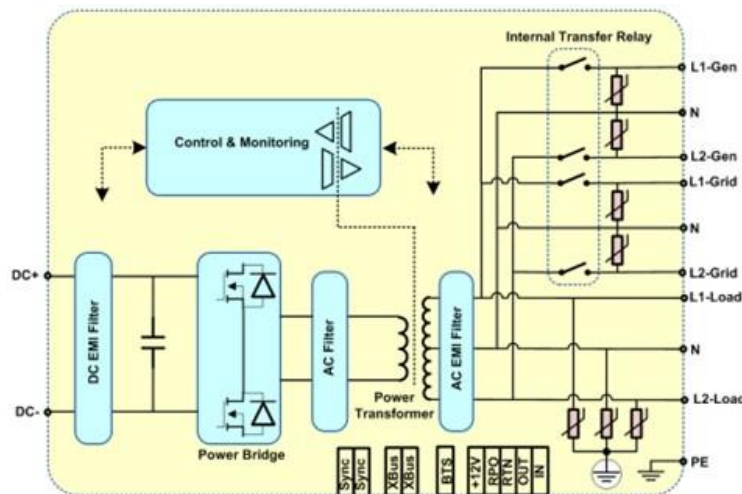 Internal Transfer Relay
L1-Gen
N
L2-Gen
L1-Grid
N
L2-Grid
L1-Load
N
L2-Load
PE
Control & Monitoring
DC+
DC-
DC EMI Filter
Power Bridge
AC Filter
Power
Transformer
AC EMI Filter
Sync
Sync
XBus
XBus
BTS
+12V
RPO
RTN
OUT
IN